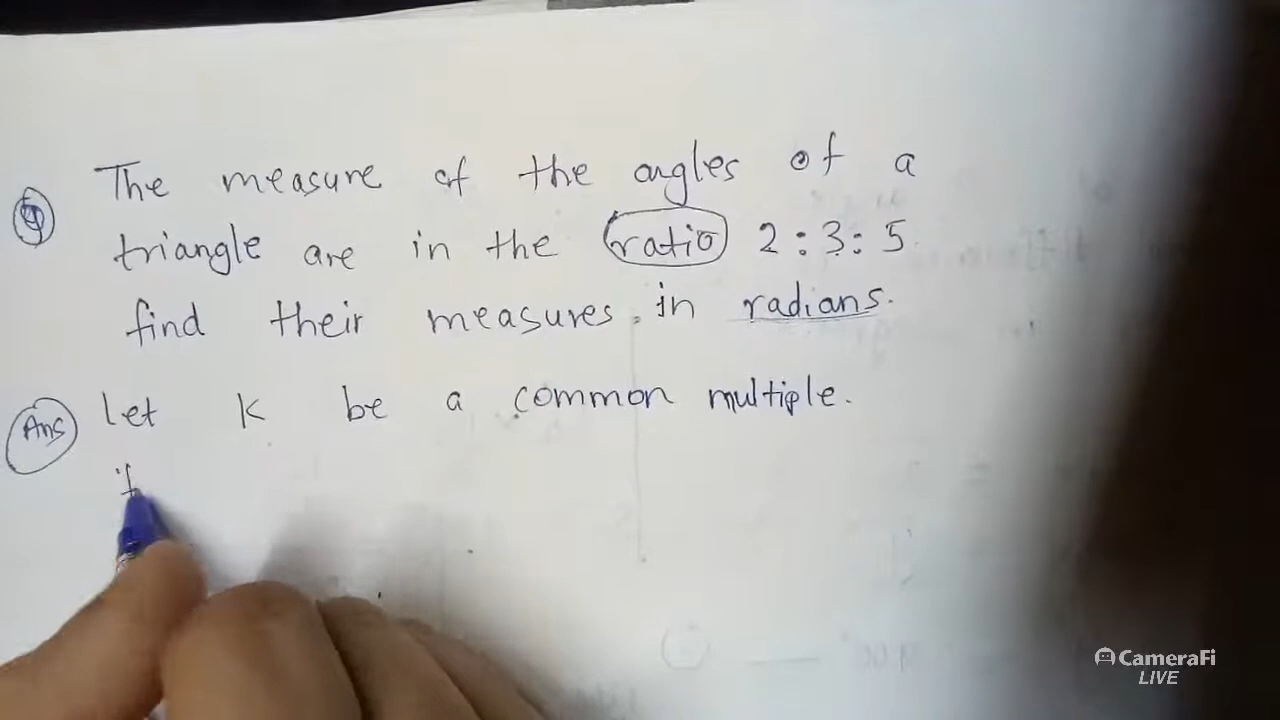 Q The measure of the angles of a
triangle are in the ratio 2:3:5
find their measures in radians.
Ans Let K be a common multiple.
CameraFi
LIVE